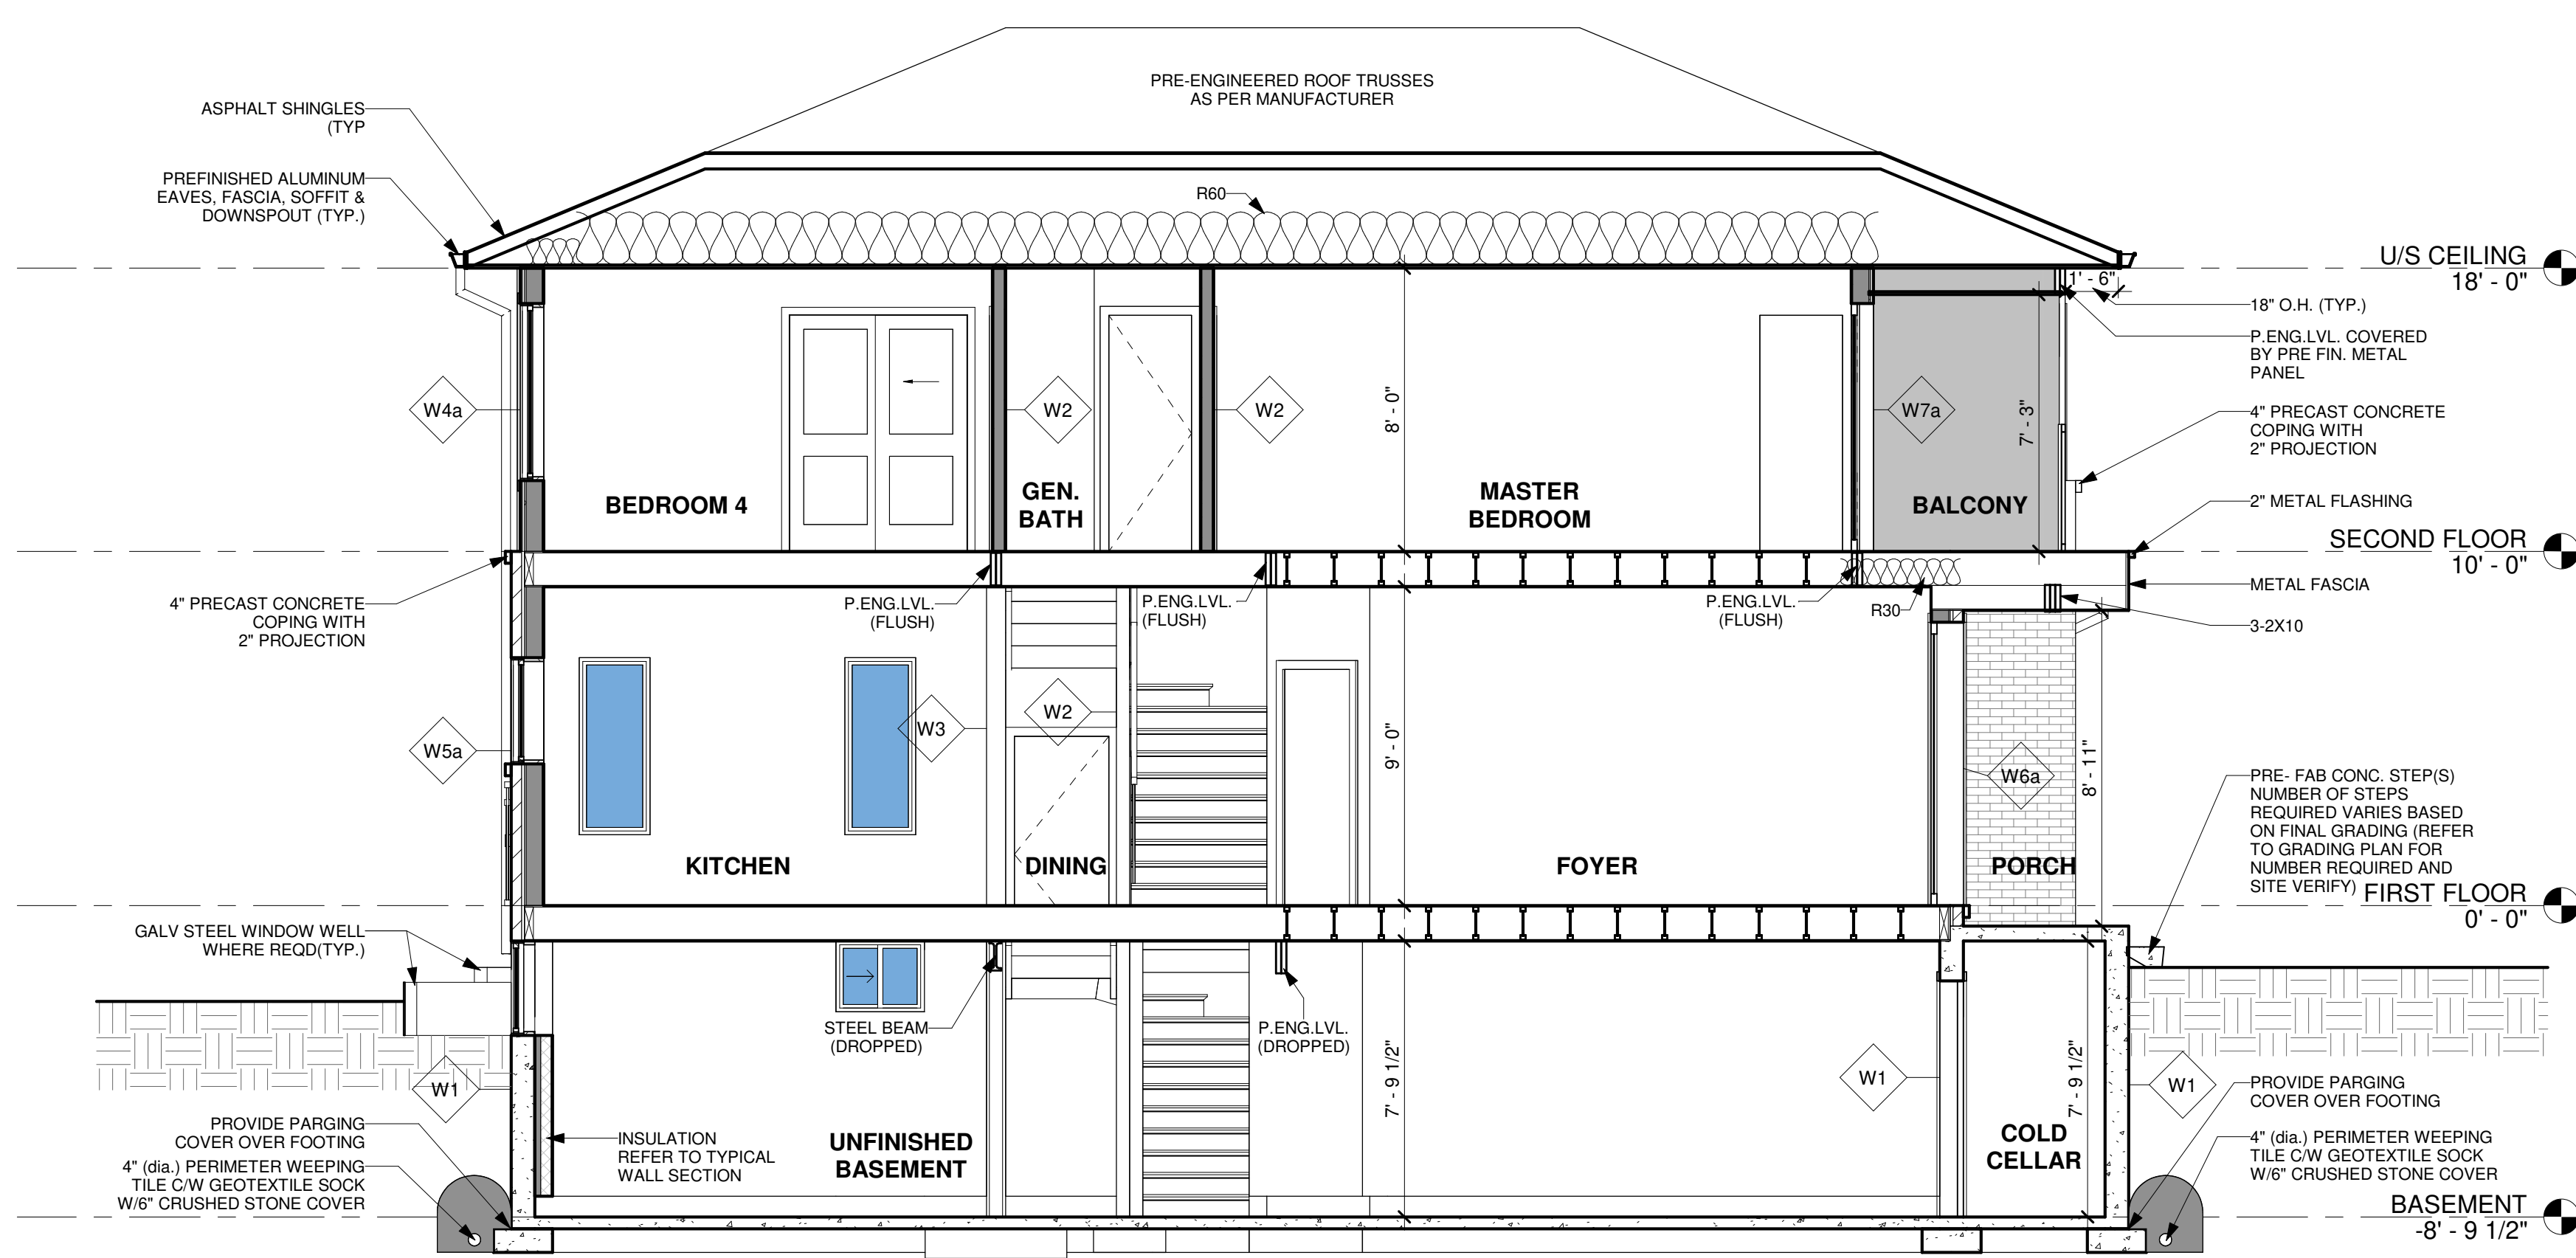 PRE-ENGINEERED ROOF TRUSSES
AS PER MANUFACTURER
ASPHALT SHINGLES
(TYP
PREFINISHED ALUMINUM
EAVES, FASCIA, SOFFIT &
DOWNSPOUT (TYP.)
R60
U/S CEILING
18' - 0"
1' - 6"
18" O.H. (TYP.)
P.ENG.LVL. COVERED
BY PRE FIN. METAL
PANEL
W4a
W2
W2
8' - 0"
W7a
7' - 3"
4" PRECAST CONCRETE
COPING WITH
2" PROJECTION
BEDROOM 4
GEN.
BATH
MASTER
BEDROOM
BALCONY
2" METAL FLASHING
SECOND FLOOR
10' - 0"
METAL FASCIA
4" PRECAST CONCRETE
COPING WITH
2" PROJECTION
P.ENG.LVL.
(FLUSH)
P.ENG.LVL.
(FLUSH)
P.ENG.LVL.
(FLUSH)
R30
3-2X10
W5a
W3
W2
9' - 0"
W6a
8' - 11"
PRE- FAB CONC. STEP(S)
NUMBER OF STEPS
REQUIRED VARIES BASED
ON FINAL GRADING (REFER
TO GRADING PLAN FOR
NUMBER REQUIRED AND
SITE VERIFY)
KITCHEN
DINING
FOYER
PORCH
FIRST FLOOR
0' - 0"
GALV STEEL WINDOW WELL
WHERE REQD(TYP.)
STEEL BEAM
(DROPPED)
P.ENG.LVL.
(DROPPED)
W1
7' - 9 1/2"
W1
7' - 9 1/2"
W1
PROVIDE PARGING
COVER OVER FOOTING
PROVIDE PARGING
COVER OVER FOOTING
4" (dia.) PERIMETER WEEPING
TILE C/W GEOTEXTILE SOCK
W/6" CRUSHED STONE COVER
INSULATION
REFER TO TYPICAL
WALL SECTION
UNFINISHED
BASEMENT
COLD
CELLAR
4" (dia.) PERIMETER WEEPING
TILE C/W GEOTEXTILE SOCK
W/6" CRUSHED STONE COVER
BASEMENT
-8' - 9 1/2"